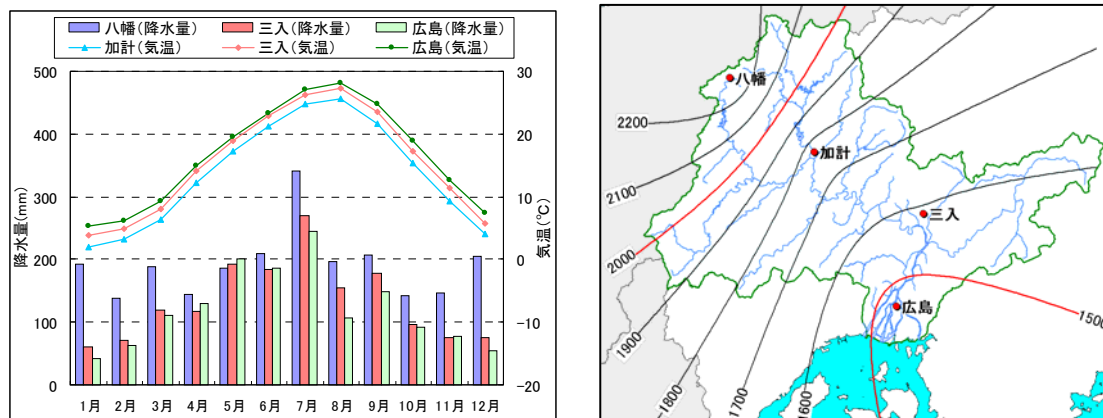 八幡(降水量) 三入(降水量) 広島(降水量)
加計(気温) 三入(気温) 広島(気温)
降水量(mm)
500
400
300
200
100
0
気温(℃)
30
20
10
0
-10
-20
1月 2月 3月 4月 5月 6月 7月 8月 9月 10月 11月 12月
八幡
2200
加計
2100
三入
2000
広島
1500
1900
1800
1700
1600